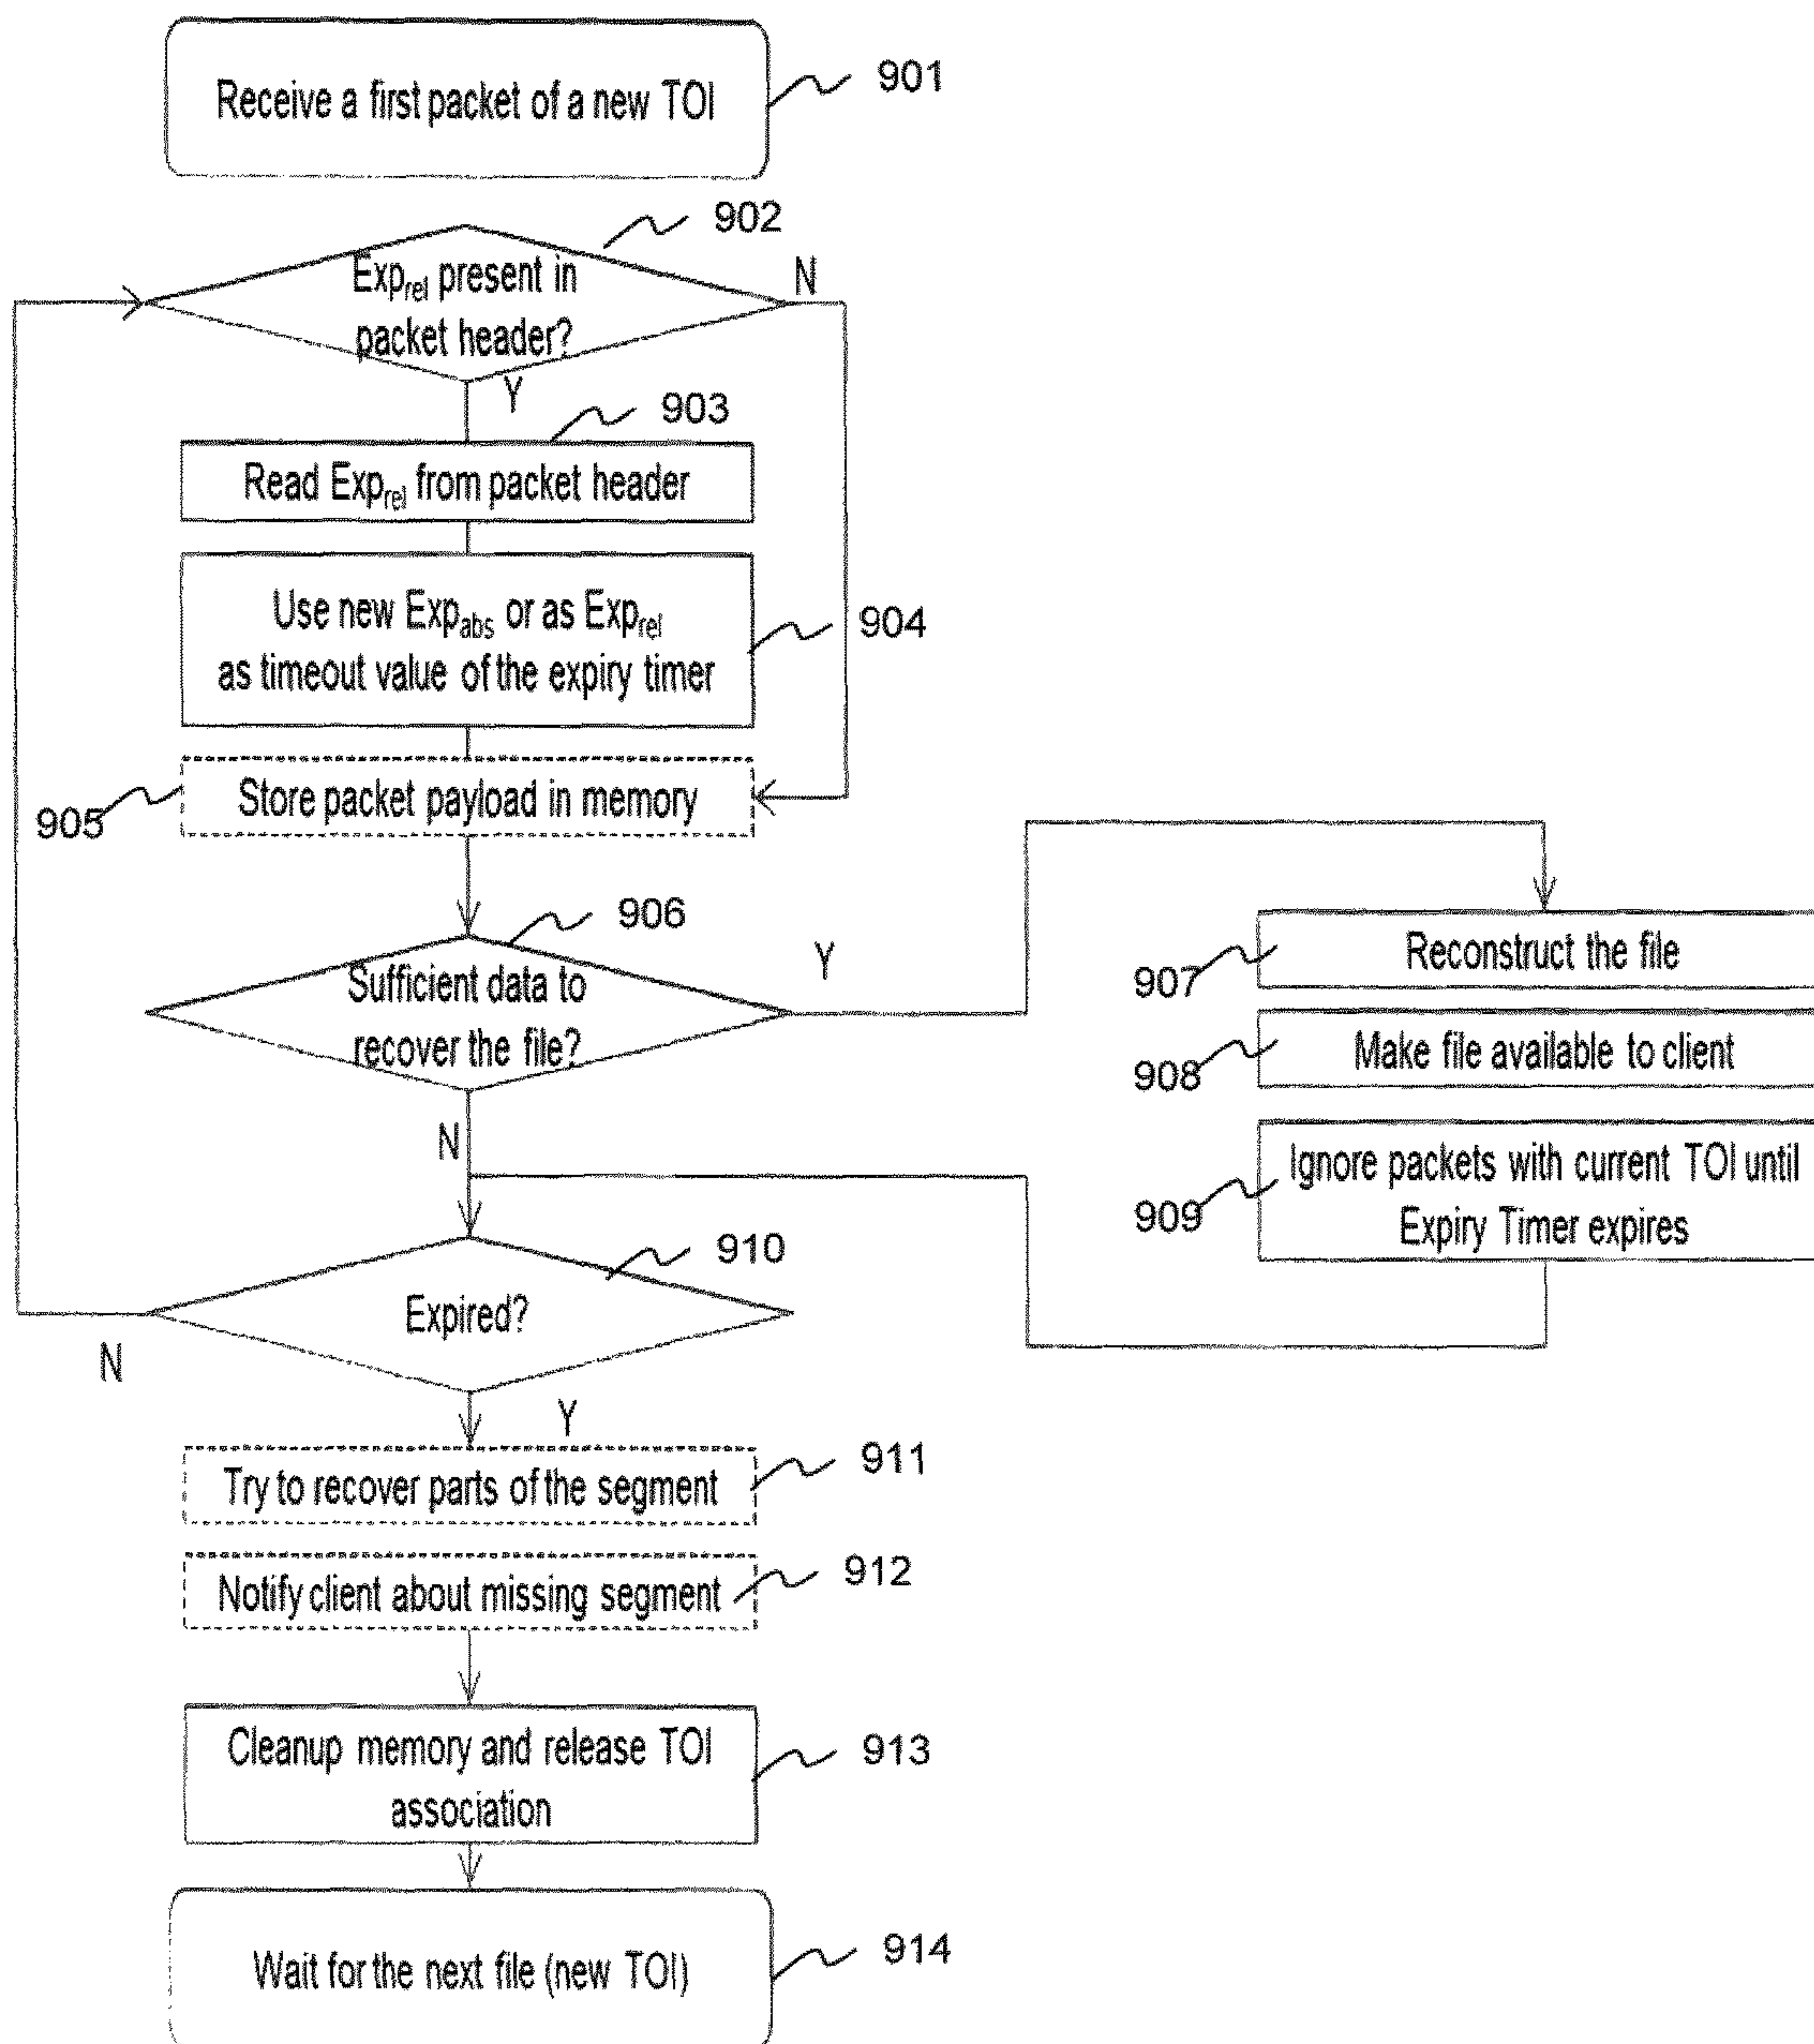 Receive a first packet of a new TOI
901
902
Exprel present in
packet header?
N
Y
903
Read Exprel from packet header
Use new Expabs or as Exprel
as timeout value of the expiry timer
904
Store packet payload in memory
905
906
Sufficient data to
recover the file?
Y
N
Reconstruct the file
907
Make file available to client
908
Ignore packets with current TOI until
Expiry Timer expires
909
910
Expired?
N
Y
Try to recover parts of the segment
911
Notify client about missing segment
912
Cleanup memory and release TOI
association
913
Wait for the next file (new TOI)
914